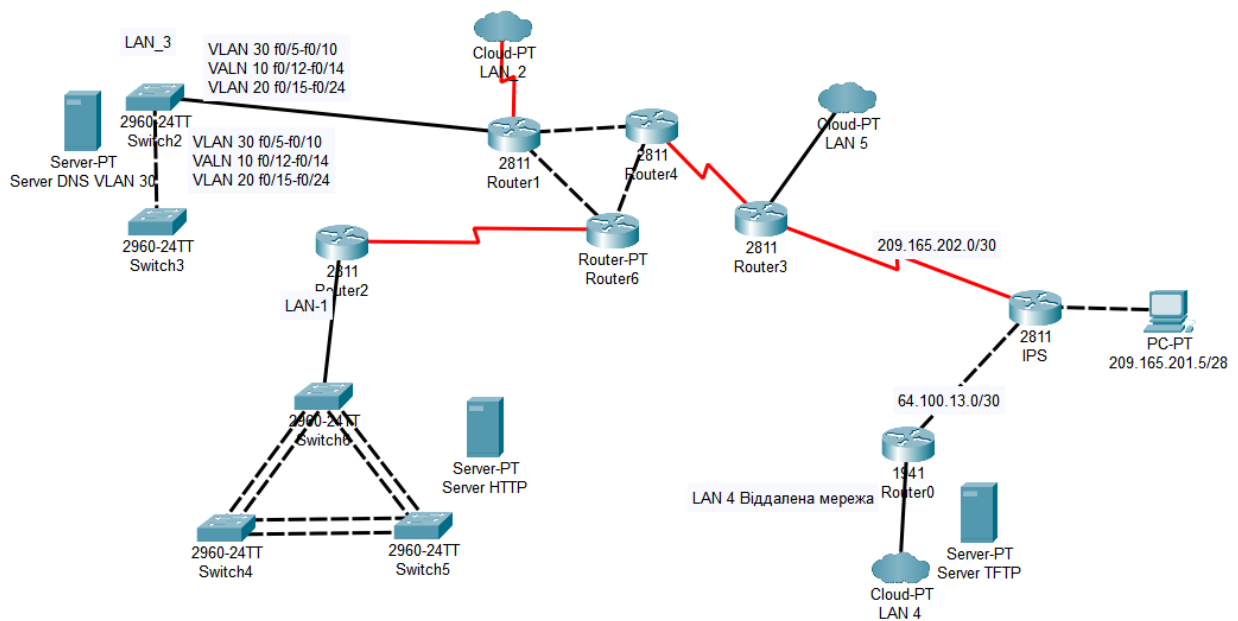 LAN_3
VLAN 30 f0/5-f0/10
VALN 10 f0/12-f0/14
VLAN 20 f0/15-f0/24
Cloud-PT
LAN_2
2960-24TT
Switch2
Server-PT
Server DNS VLAN 30
VLAN 30 f0/5-f0/10
VALN 10 f0/12-f0/14
VLAN 20 f0/15-f0/24
2960-24TT
Switch3
2811
Router1
2811
Router4
Cloud-PT
LAN 5
2811
Router2
Router-PT
Router6
2811
Router3
209.165.202.0/30
LAN-1
2811
IPS
PC-PT
209.165.201.5/28
64.100.13.0/30
2960-24TT
Switch6
Server-PT
Server HTTP
1941
Router0
LAN 4 Віддалена мережа
2960-24TT
Switch4
2960-24TT
Switch5
Server-PT
Server TFTP
Cloud-PT
LAN 4